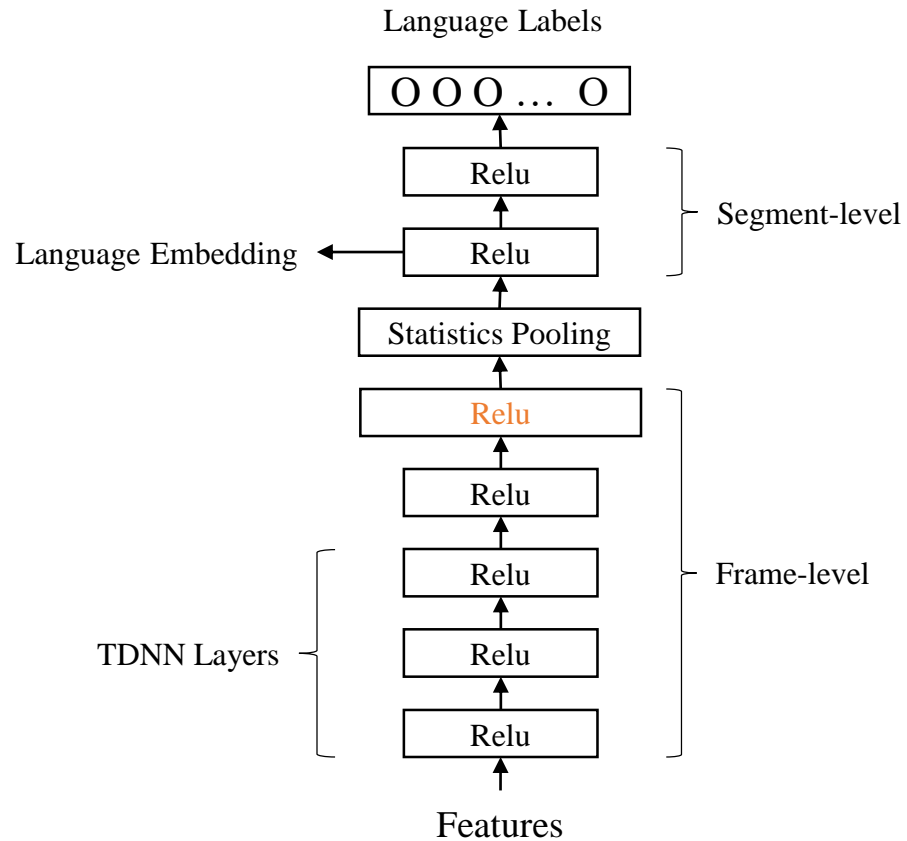 Language Labels
O O O … O
Relu
Segment-level
Relu
Language Embedding
Statistics Pooling
Relu
Relu
Relu
Frame-level
Relu
TDNN Layers
Relu
Features